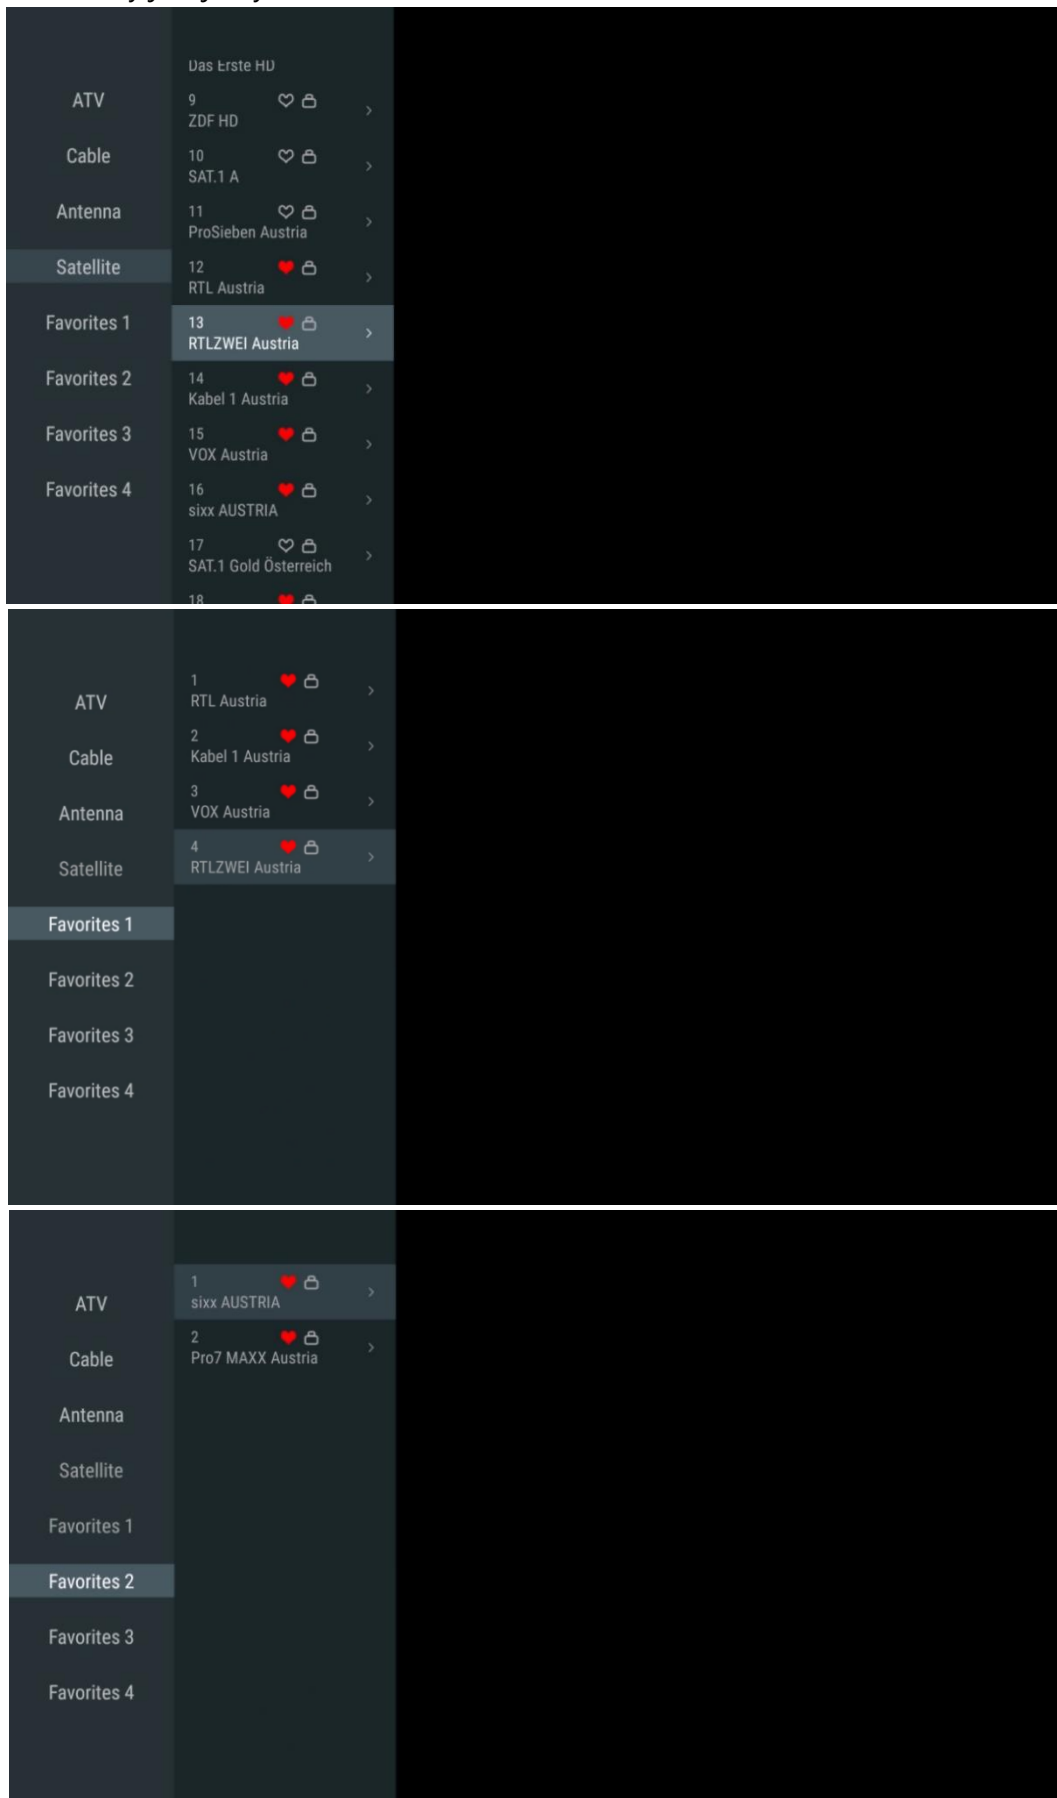 Das Erste HD
ATV
Cable
Antenna
Satellite
Favorites 1
Favorites 2
Favorites 3
Favorites 4
9
ZDF HD
10
SAT.1 A
11
ProSieben Austria
12
RTL Austria
13
RTLZWEI Austria
14
Kabel 1 Austria
15
VOX Austria
16
sixx AUSTRIA
17
SAT.1 Gold Österreich
18
ATV
Cable
Antenna
Satellite
Favorites 1
Favorites 2
Favorites 3
Favorites 4
1
RTL Austria
2
Kabel 1 Austria
3
VOX Austria
4
RTLZWEI Austria
ATV
Cable
Antenna
Satellite
Favorites 1
Favorites 2
Favorites 3
Favorites 4
1
sixx AUSTRIA
2
Pro7 MAXX Austria